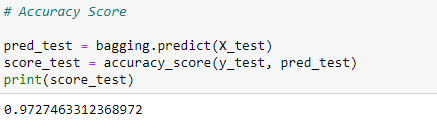 # Accuracy Score
pred_test = bagging.predict(X_test)
score_test = accuracy_score(y_test, pred_test)
print(score_test)
0.9727463312368972